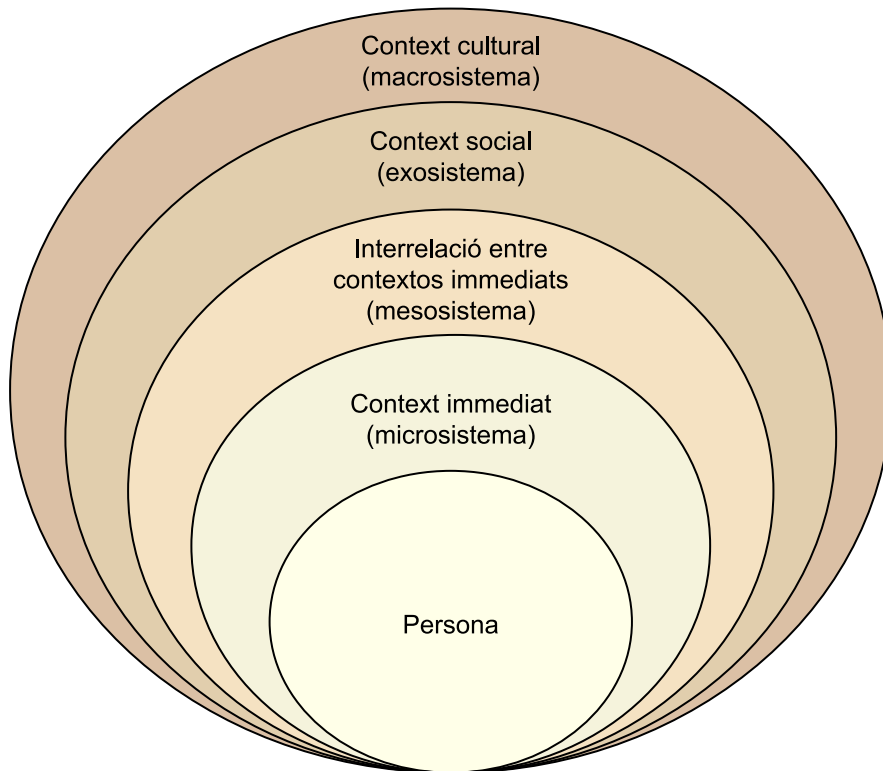 Context cultural
(macrosistema)
Context social
(exosistema)
Interrelació entre
contextos immediats
(mesosistema)
Context immediat
(microsistema)
Persona